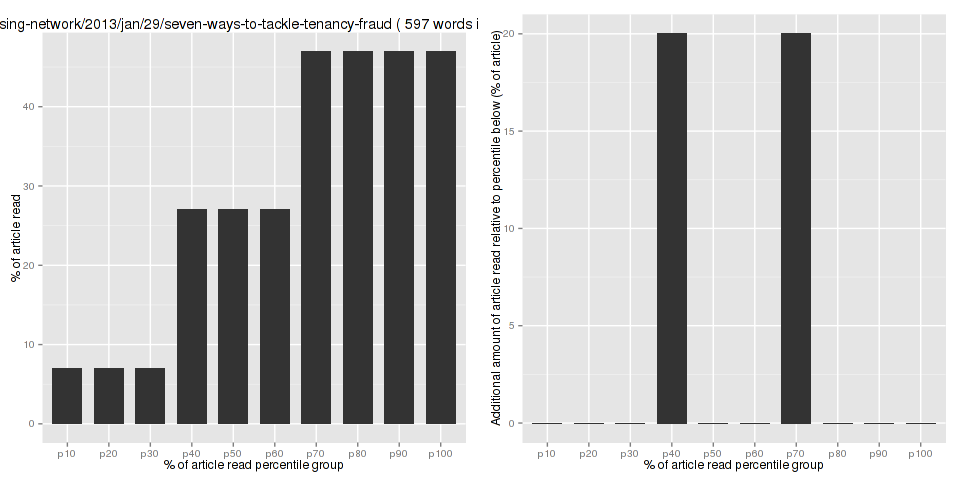 sing-network/2013/jan/29/seven-ways-to-tackle-tenancy-fraud ( 597 words i
% of article read
40
30
20
10
0
p10 p20 p30 p40 p50 p60 p70 p80 p90 p100
% of article read percentile group
Additional amount of article read relative to percentile below (% of article)
20
15
10
5
0
p10 p20 p30 p40 p50 p60 p70 p80 p90 p100
% of article read percentile group